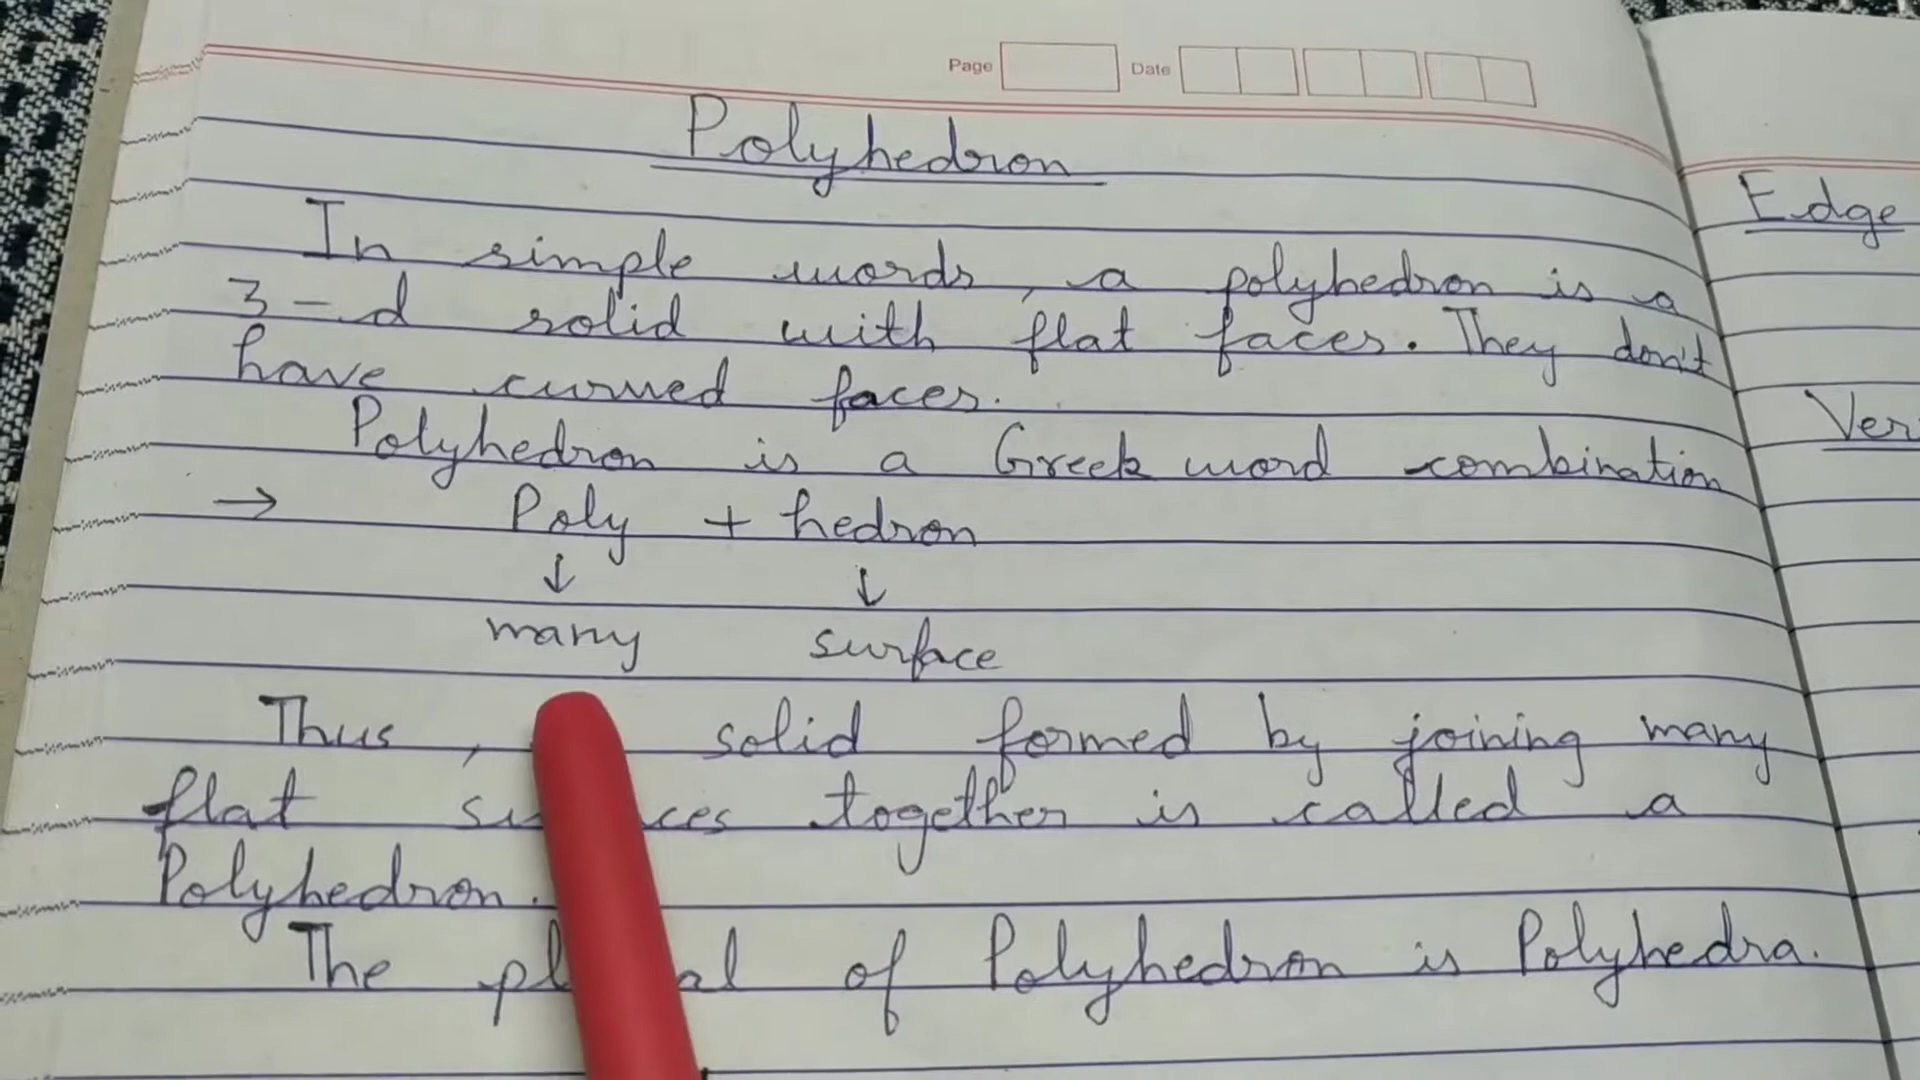 Page Date
Polyhedron
In simple words, a polyhedron is a
3-d solid with flat faces. They don't
have curved faces.
Polyhedron is a Greek word combination
→ Poly + hedron
↓ ↓
many surface
Thus, solid formed by joining many
flat together is called a
Polyhedron.
The of Polyhedron is Polyhedra.
Edge